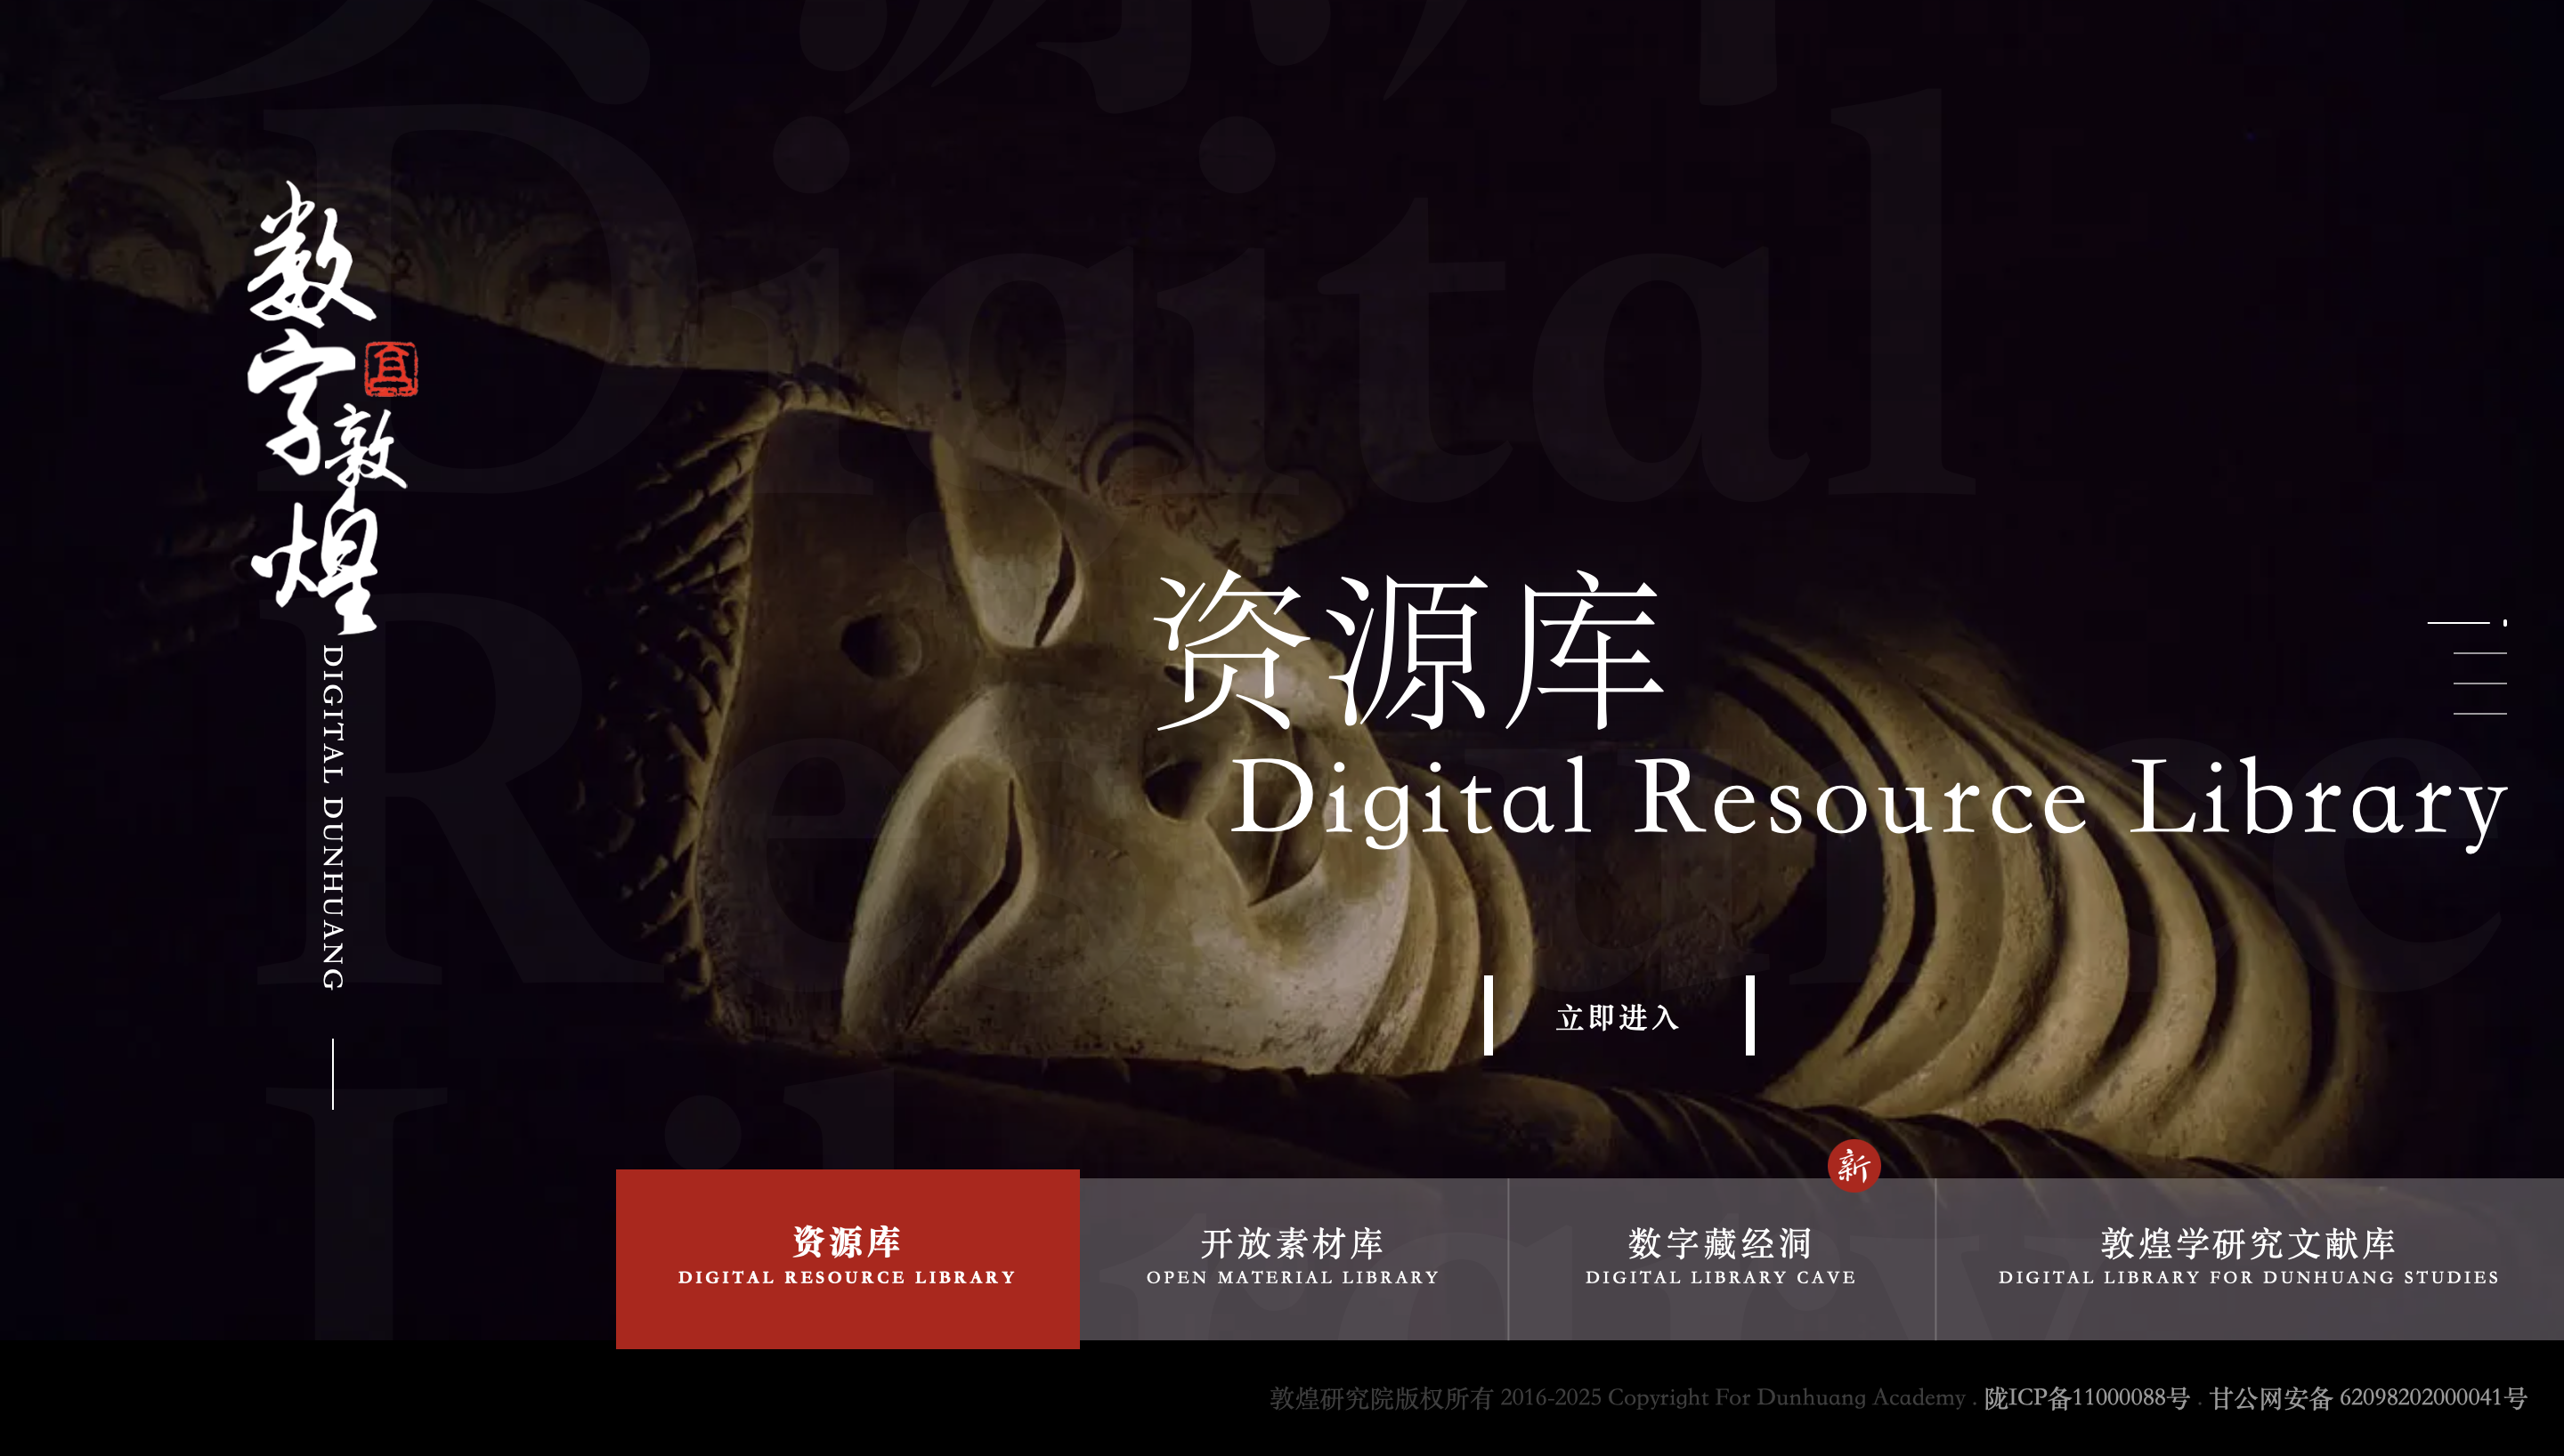 数字敦煌
DIGITAL DUNHUANG
资源库
Digital Resource Library
立即进入
新
资源库
DIGITAL RESOURCE LIBRARY
开放素材库
OPEN MATERIAL LIBRARY
数字藏经洞
DIGITAL LIBRARY CAVE
敦煌学研究文献库
DIGITAL LIBRARY FOR DUNHUANG STUDIES
敦煌研究院版权所有 2016-2025 Copyright For Dunhuang Academy . 陇ICP备11000088号 . 甘公网安备 62098202000041号